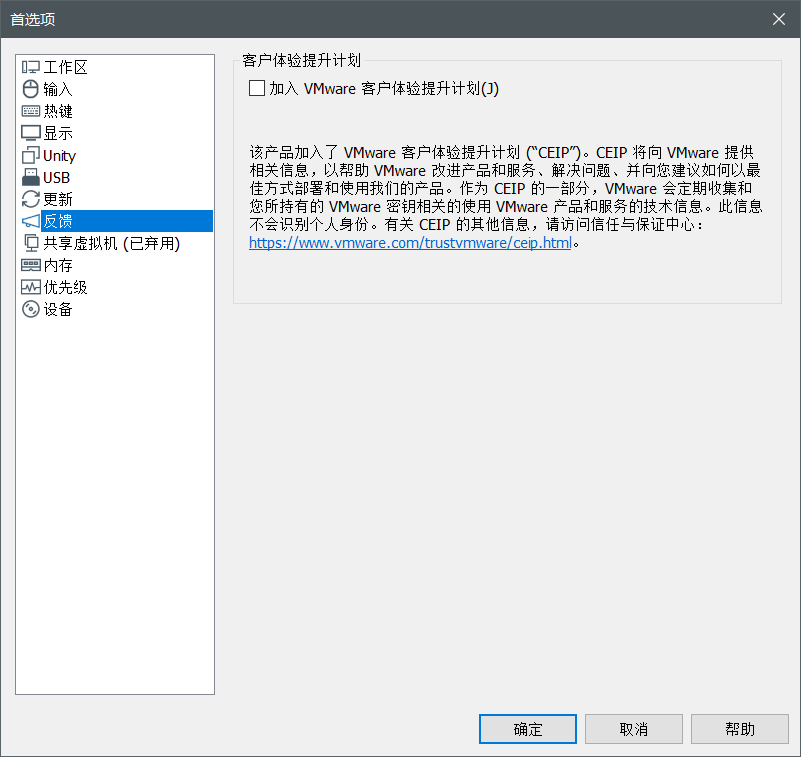 首选项
工作区
输入
热键
显示
Unity
USB
更新
反馈
共享虚拟机 (已弃用)
内存
优先级
设备
客户体验提升计划
加入 VMware 客户体验提升计划(J)
该产品加入了 VMware 客户体验提升计划 (“CEIP”)。CEIP 将向 VMware 提供
相关信息，以帮助 VMware 改进产品和服务、解决问题、并向您建议如何以最
佳方式部署和使用我们的产品。作为 CEIP 的一部分，VMware 会定期收集和
您所持有的 VMware 密钥相关的使用 VMware 产品和服务的技术信息。此信息
不会识别个人身份。有关 CEIP 的其他信息，请访问信任与保证中心：
https://www.vmware.com/trustvmware/ceip.html。
确定
取消
帮助